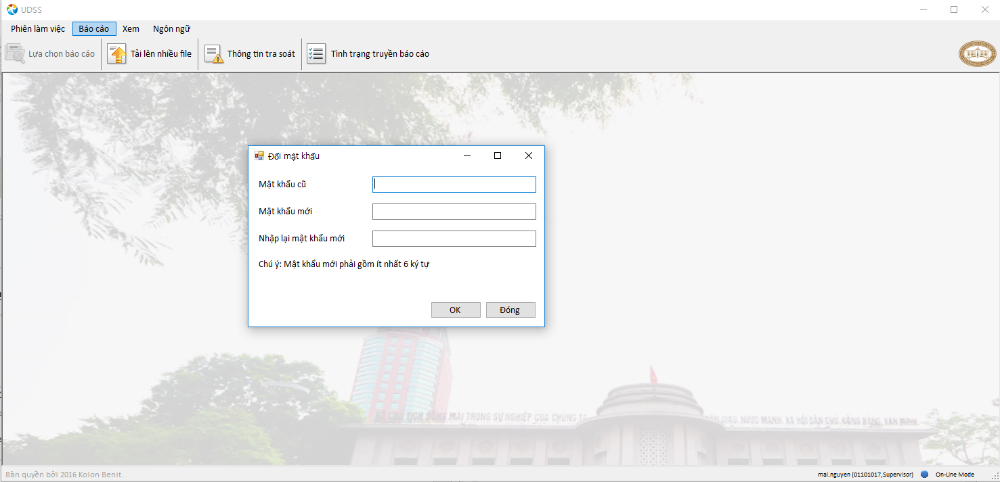 UDSS
Phiên làm việc Báo cáo Xem Ngôn ngữ
Lựa chọn báo cáo Tải lên nhiều file Thông tin tra soát Tình trạng truyền báo cáo
Đổi mật khẩu
Mật khẩu cũ
Mật khẩu mới
Nhập lại mật khẩu mới
Chú ý: Mật khẩu mới phải gồm ít nhất 6 ký tự
OK Đóng
HỒ CHỦ TỊCH SỐNG MÃI TRONG SỰ NGHIỆP CỦA CHÚNG TA
GIÀU, NƯỚC MẠNH, XÃ HỘI DÂN CHỦ, CÔNG BẰNG, VĂN MINH
Bản quyền bởi 2016 Kolon Benit.
mai.nguyen (01101017,Supervisor) On-Line Mode